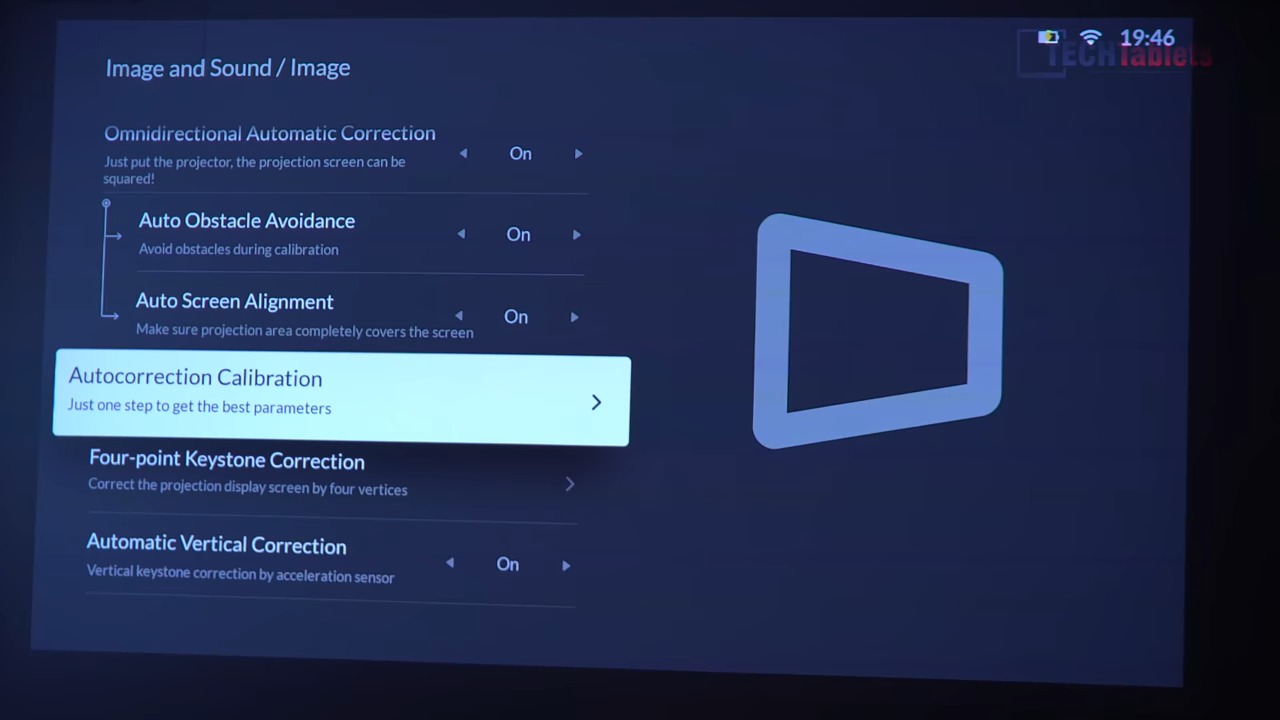 19:46
TECHTablets
Image and Sound / Image
Omnidirectional Automatic Correction
Just put the projector, the projection screen can be
squared!
On
Auto Obstacle Avoidance
Avoid obstacles during calibration
On
Auto Screen Alignment
Make sure projection area completely covers the screen
On
Autocorrection Calibration
Just one step to get the best parameters
Four-point Keystone Correction
Correct the projection display screen by four vertices
Automatic Vertical Correction
Vertical keystone correction by acceleration sensor
On